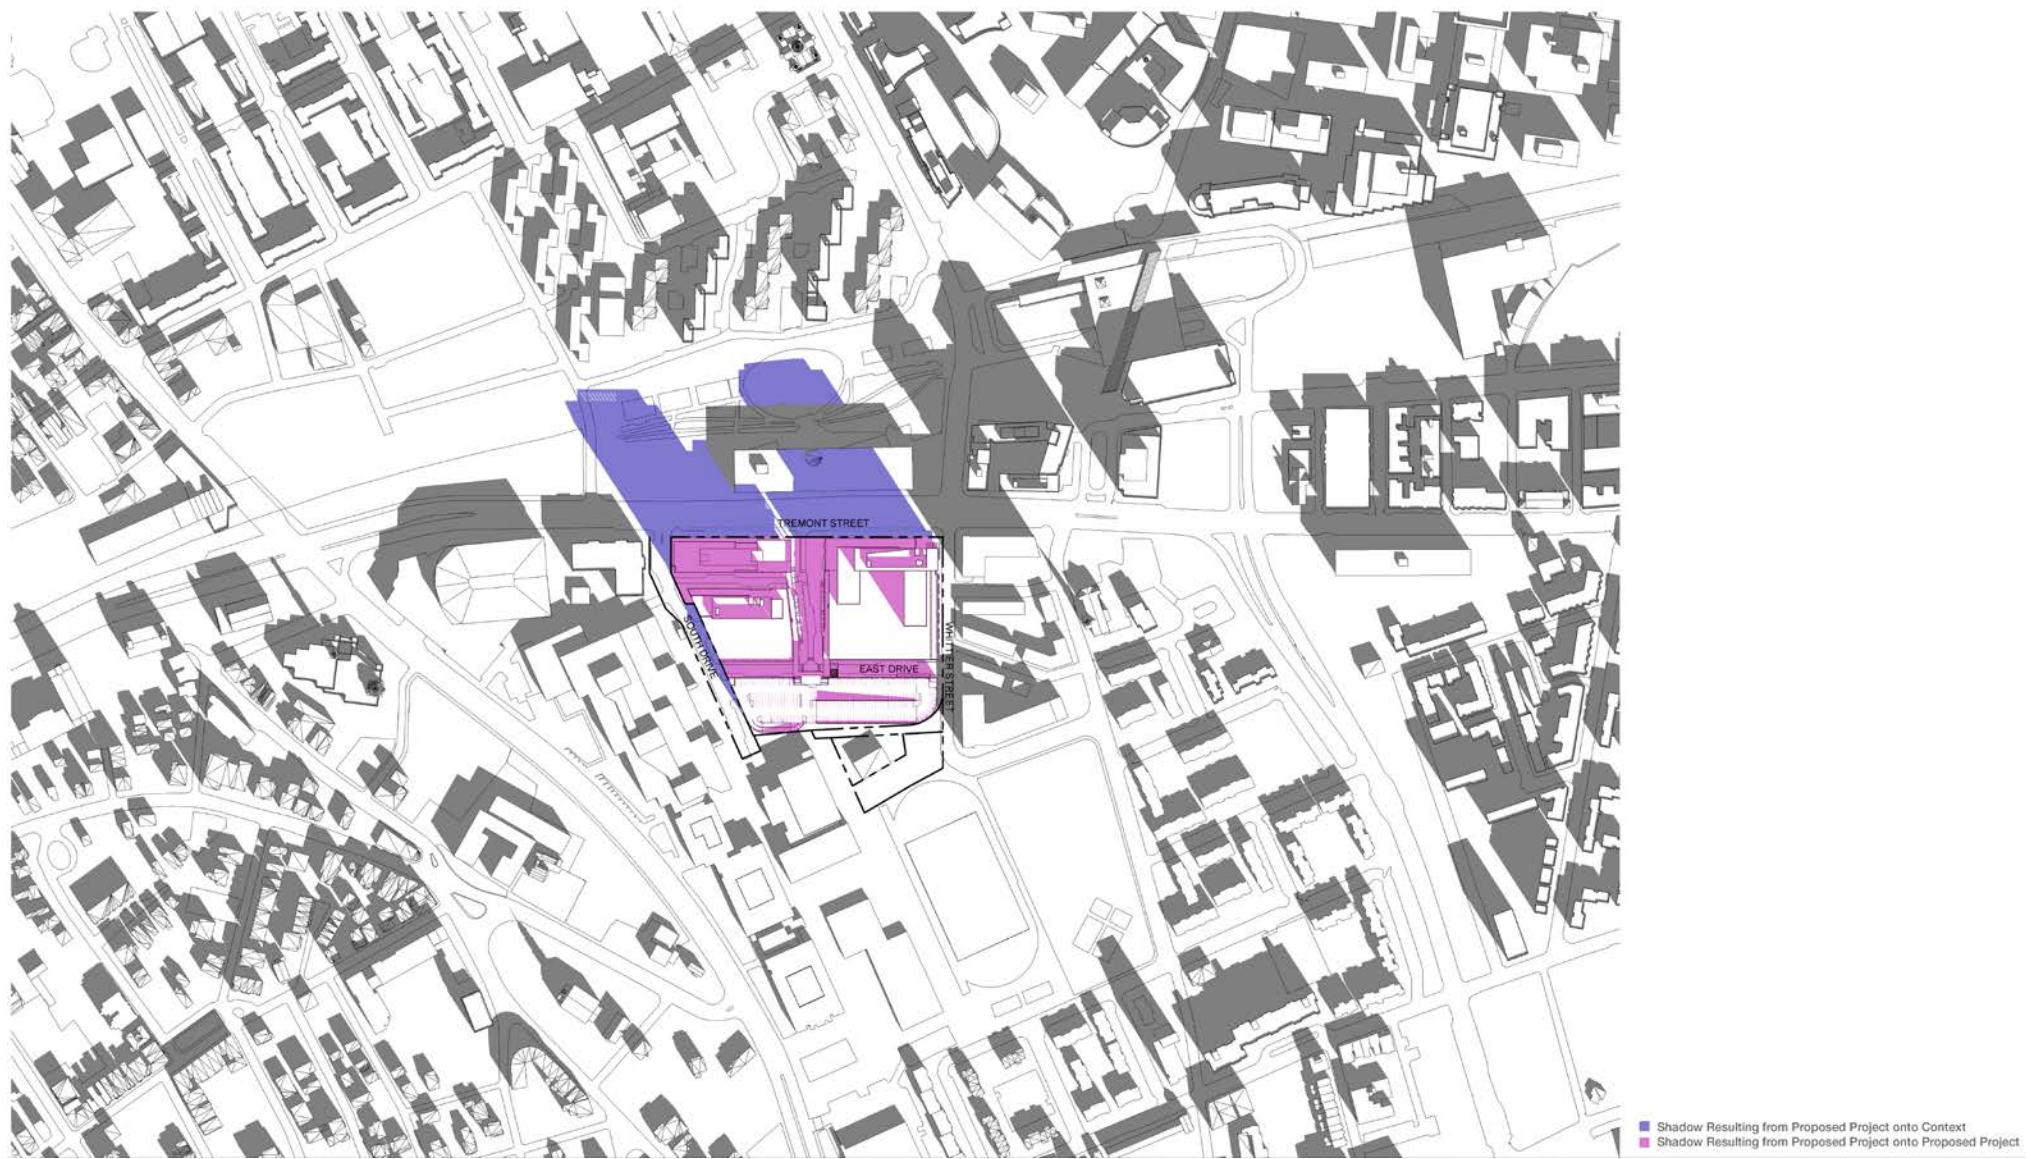 TREMONT STREET
SOUTH DRIVE
WHITTIER STREET
EAST DRIVE
Shadow Resulting from Proposed Project onto Context
Shadow Resulting from Proposed Project onto Proposed Project